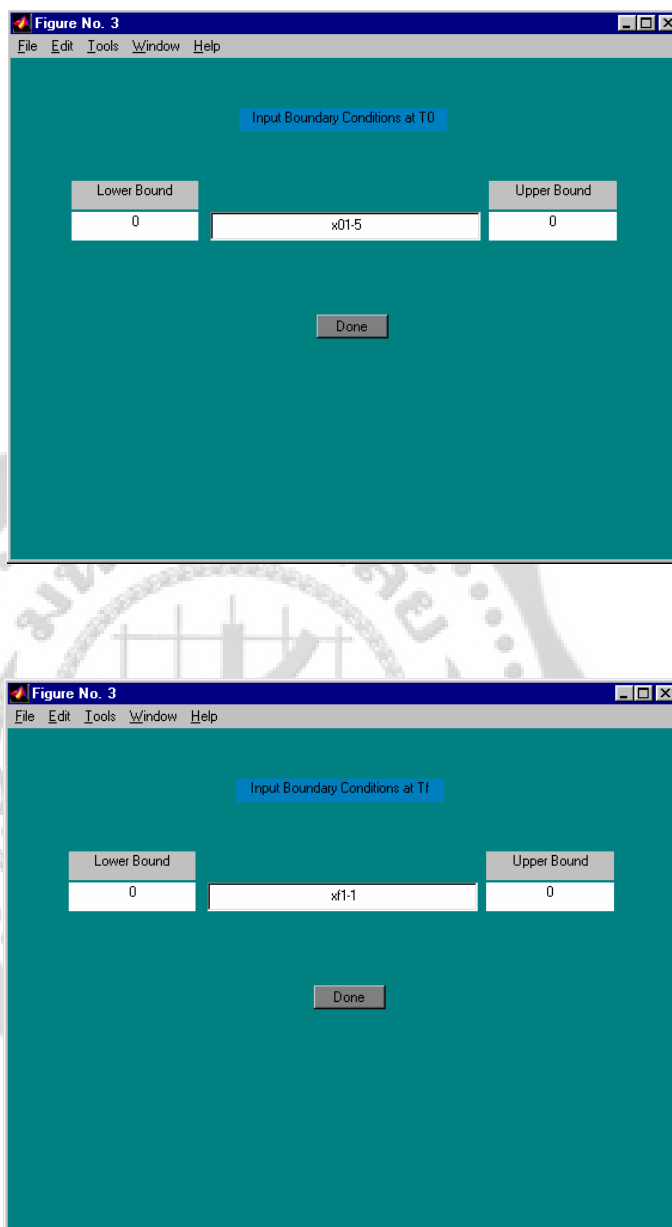 Figure No. 3
File Edit Tools Window Help
Input Boundary Conditions at T0
Lower Bound Upper Bound
0 x01-5 0
Done
Figure No. 3
File Edit Tools Window Help
Input Boundary Conditions at Tf
Lower Bound Upper Bound
0 xf1-1 0
Done